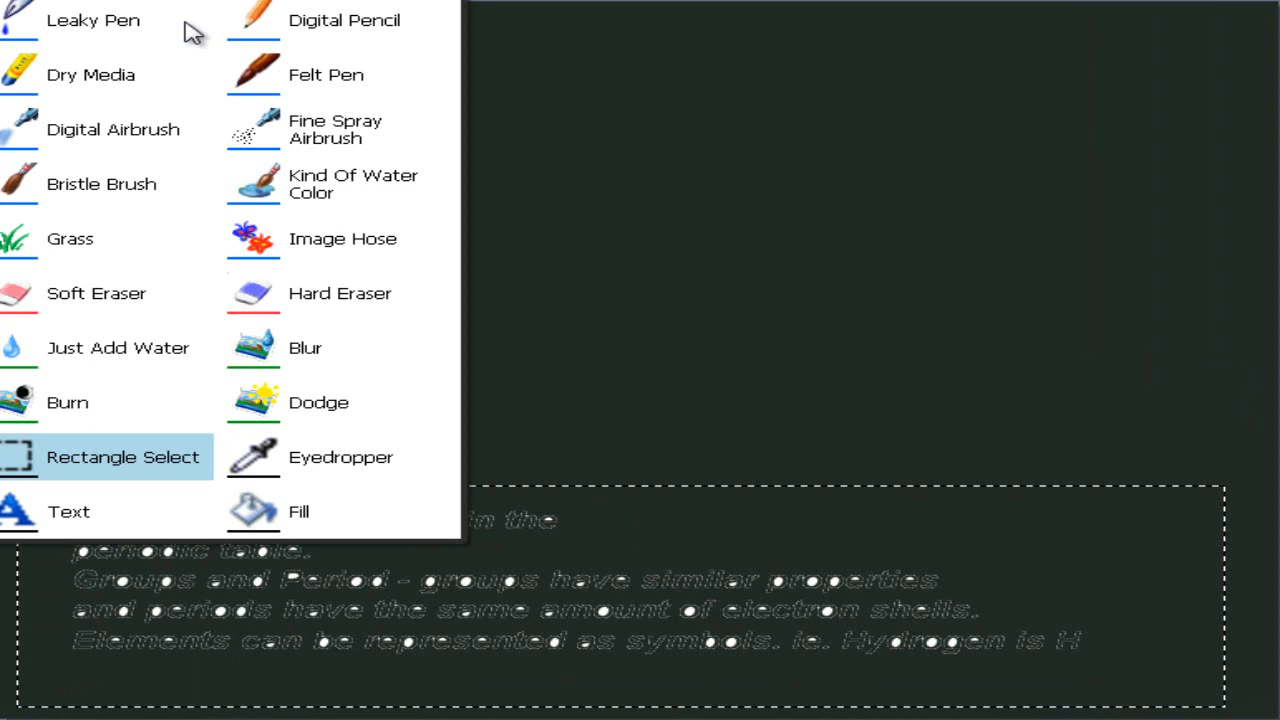 Leaky Pen
Digital Pencil
Dry Media
Felt Pen
Digital Airbrush
Fine Spray
Airbrush
Bristle Brush
Kind Of Water
Color
Grass
Image Hose
Soft Eraser
Hard Eraser
Just Add Water
Blur
Burn
Dodge
Rectangle Select
Eyedropper
Text
Fill
in the
periodic table.
Groups and Period - groups have similar properties
and periods have the same amount of electron shells.
Elements can be represented as symbols. Ie. Hydrogen is H